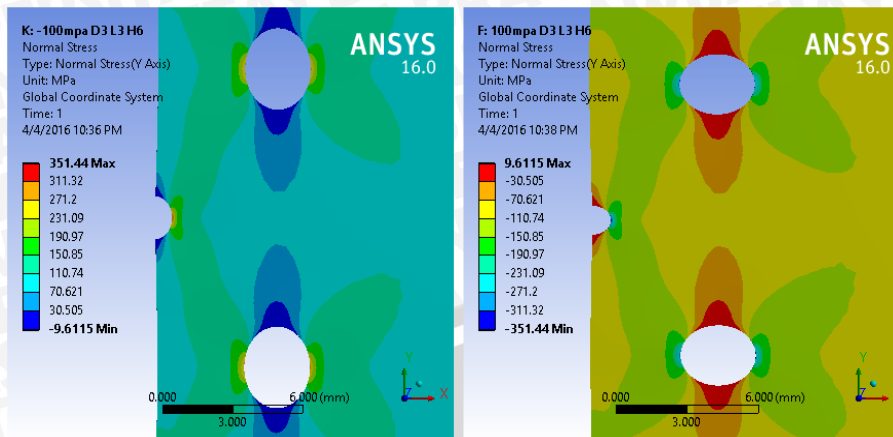 K: -100mpa D3 L3 H6
Normal Stress
Type: Normal Stress(Y Axis)
Unit: MPa
Global Coordinate System
Time: 1
4/4/2016 10:36 PM
351.44 Max
311.32
271.2
231.09
190.97
150.85
110.74
70.621
30.505
-9.6115 Min
ANSYS
16.0
Y
X
Z
0.000
6.000 (mm)
3.000
F: 100mpa D3 L3 H6
Normal Stress
Type: Normal Stress(Y Axis)
Unit: MPa
Global Coordinate System
Time: 1
4/4/2016 10:38 PM
9.6115 Max
-30.505
-70.621
-110.74
-150.85
-190.97
-231.09
-271.2
-311.32
-351.44 Min
ANSYS
16.0
Y
X
Z
0.000
6.000 (mm)
3.000